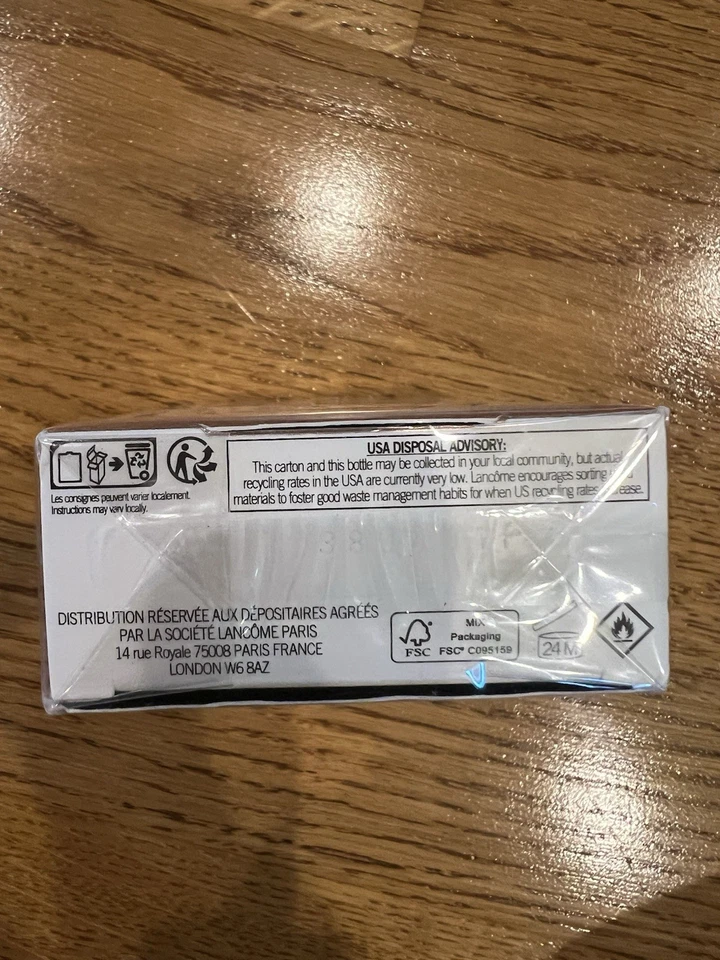 Les consignes peuvent varier localement.
Instructions may vary locally.
USA DISPOSAL ADVISORY:
This carton and this bottle may be collected in your local community, but actual
recycling rates in the USA are currently very low. Lancôme encourages sorting
materials to foster good waste management habits for when US recycling rates
DISTRIBUTION RÉSERVÉE AUX DÉPOSITAIRES AGRÉÉS
PAR LA SOCIÉTÉ LANCÔME PARIS
14 rue Royale 75008 PARIS FRANCE
LONDON W6 8AZ
FSC
MIX
Packaging
FSC® C095159
24 M